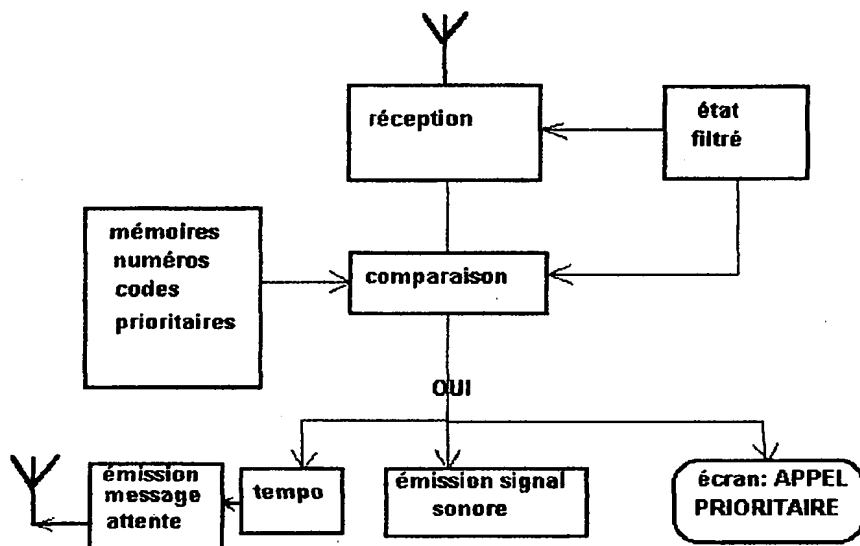 réception
état
filtré
mémoires
numéros
codes
prioritaires
comparaison
OUI
émission
message
attente
tempo
émission signal
sonore
écran: APPEL
PRIORITAIRE